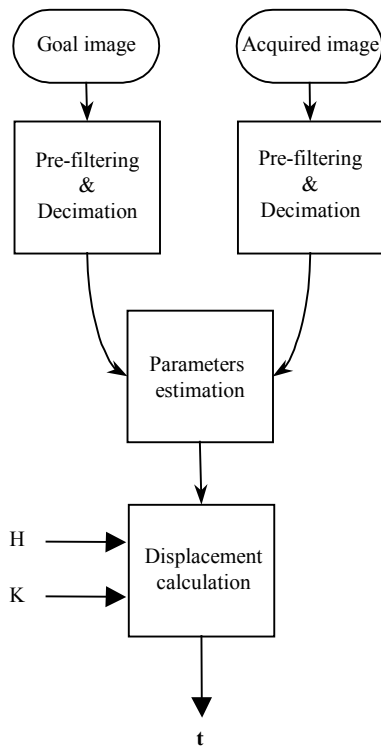 Goal image
Acquired image
Pre-filtering
&
Decimation
Pre-filtering
&
Decimation
Parameters
estimation
H
K
Displacement
calculation
t